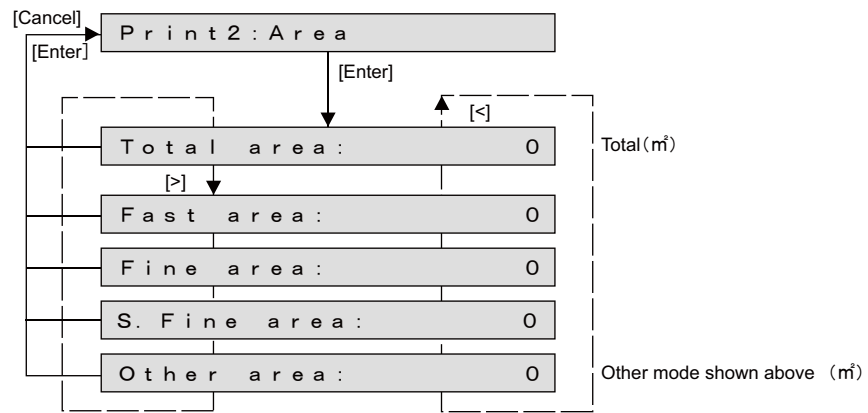 [Cancel]
Print2:Area
[Enter]
[Enter]
[<]
Total area: 0
Total(㎡)
[>]
Fast area: 0
Fine area: 0
S. Fine area: 0
Other area: 0
Other mode shown above (㎡)